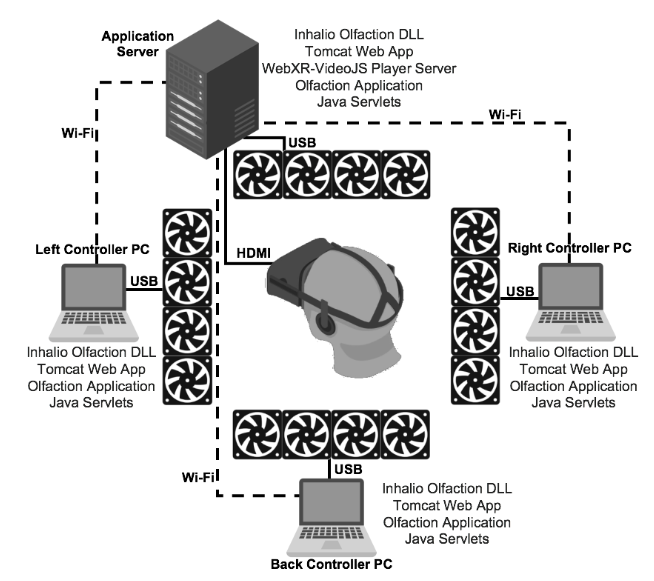 Application
Server
Inhalio Olfaction DLL
Tomcat Web App
WebXR-VideoJS Player Server
Olfaction Application
Java Servlets
Wi-Fi
Wi-Fi
USB
HDMI
Left Controller PC
USB
Inhalio Olfaction DLL
Tomcat Web App
Olfaction Application
Java Servlets
Right Controller PC
USB
Inhalio Olfaction DLL
Tomcat Web App
Olfaction Application
Java Servlets
Wi-Fi
USB
Inhalio Olfaction DLL
Tomcat Web App
Olfaction Application
Java Servlets
Back Controller PC